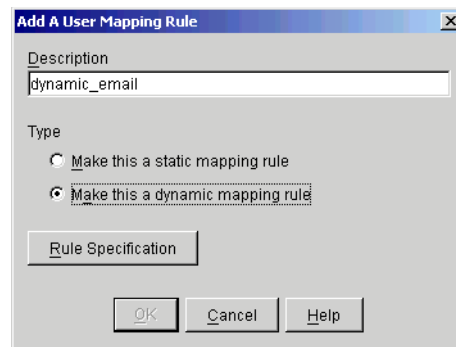 Add A User Mapping Rule
Description
dynamic_email
Type
Make this a static mapping rule
Make this a dynamic mapping rule
Rule Specification
OK Cancel Help